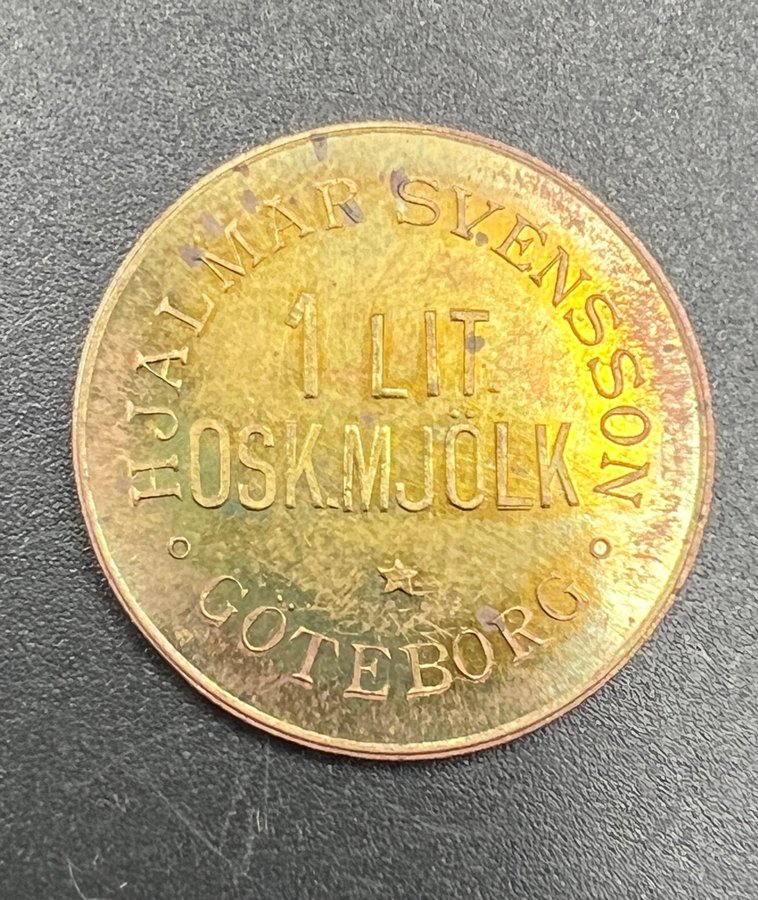 HJALMAR SVENSSON
1 LIT.
OSK.MJÖLK
GÖTEBORG